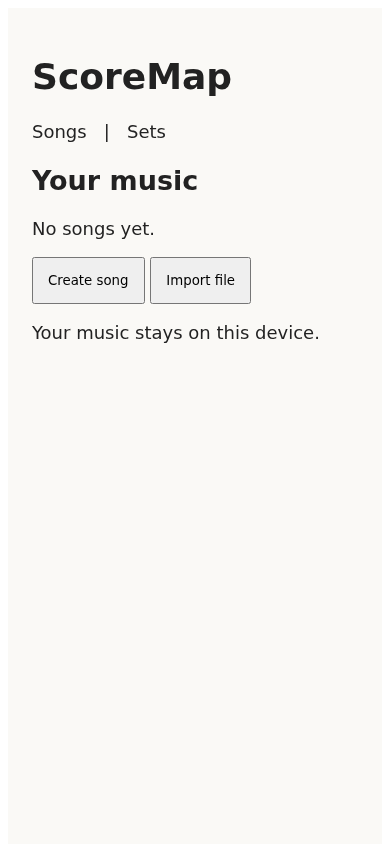 ScoreMap
Songs | Sets
Your music
No songs yet.
Create song Import file
Your music stays on this device.